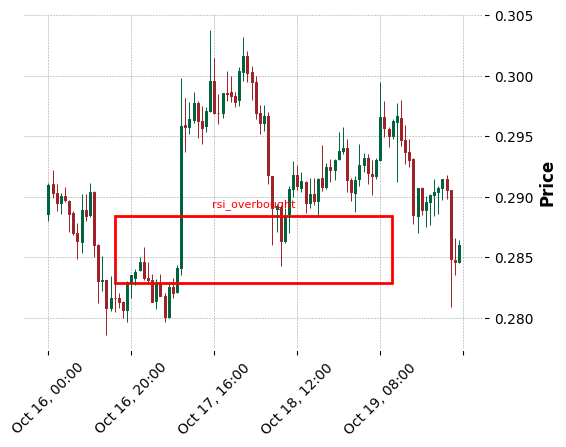 0.305
0.300
0.295
0.290
0.285
0.280
Price
rsi_overbought
Oct 16, 00:00
Oct 16, 20:00
Oct 17, 16:00
Oct 18, 12:00
Oct 19, 08:00